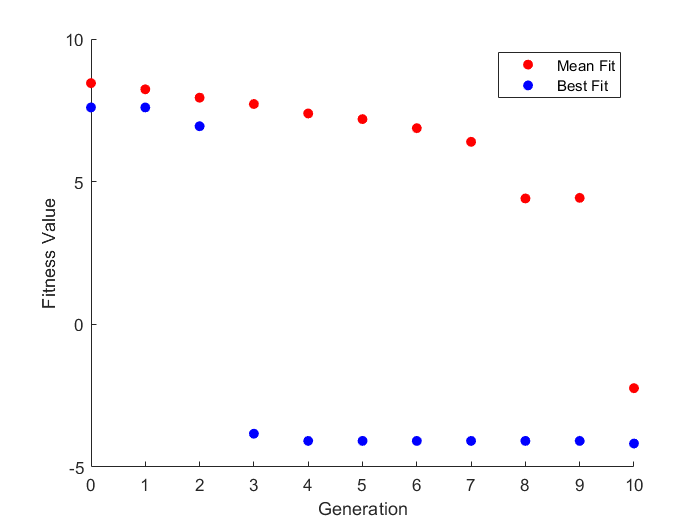 10
Mean Fit
Best Fit
5
Fitness Value
0
-5
0 1 2 3 4 5 6 7 8 9 10
Generation